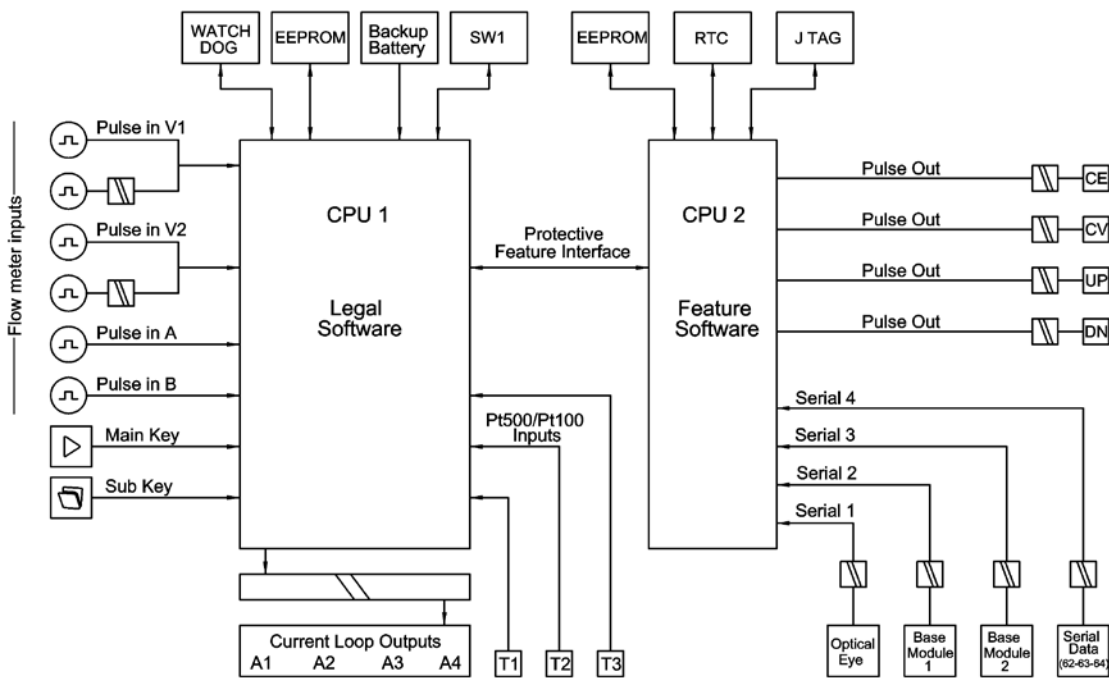 WATCH
DOG
EEPROM
Backup
Battery
SW1
EEPROM
RTC
J TAG
Flow meter inputs
Pulse in V1
Pulse in V2
Pulse in A
Pulse in B
Main Key
Sub Key
CPU 1
Legal
Software
Protective
Feature Interface
Pt500/Pt100
Inputs
CPU 2
Feature
Software
Pulse Out
CE
Pulse Out
CV
Pulse Out
UP
Pulse Out
DN
Serial 4
Serial 3
Serial 2
Serial 1
Current Loop Outputs
A1 A2 A3 A4
T1
T2
T3
Optical
Eye
Base
Module
1
Base
Module
2
Serial
Data
(62-63-64)